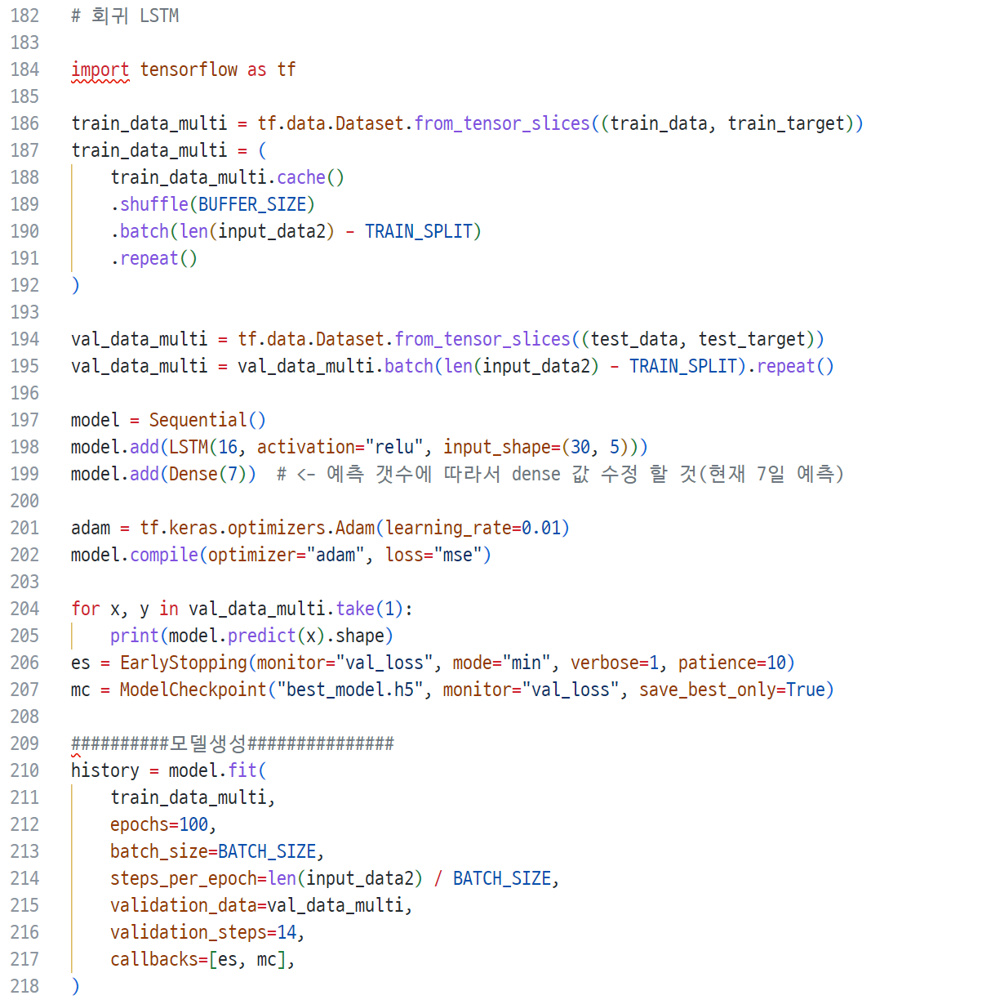 182 # 회귀 LSTM
183
184 import tensorflow as tf
185
186 train_data_multi = tf.data.Dataset.from_tensor_slices((train_data, train_target))
187 train_data_multi = (
188     train_data_multi.cache()
189     .shuffle(BUFFER_SIZE)
190     .batch(len(input_data2) - TRAIN_SPLIT)
191     .repeat()
192 )
193
194 val_data_multi = tf.data.Dataset.from_tensor_slices((test_data, test_target))
195 val_data_multi = val_data_multi.batch(len(input_data2) - TRAIN_SPLIT).repeat()
196
197 model = Sequential()
198 model.add(LSTM(16, activation="relu", input_shape=(30, 5)))
199 model.add(Dense(7))  # <- 예측 갯수에 따라서 dense 값 수정 할 것(현재 7일 예측)
200
201 adam = tf.keras.optimizers.Adam(learning_rate=0.01)
202 model.compile(optimizer="adam", loss="mse")
203
204 for x, y in val_data_multi.take(1):
205     print(model.predict(x).shape)
206 es = EarlyStopping(monitor="val_loss", mode="min", verbose=1, patience=10)
207 mc = ModelCheckpoint("best_model.h5", monitor="val_loss", save_best_only=True)
208
209 ##########모델생성###############
210 history = model.fit(
211     train_data_multi,
212     epochs=100,
213     batch_size=BATCH_SIZE,
214     steps_per_epoch=len(input_data2) / BATCH_SIZE,
215     validation_data=val_data_multi,
216     validation_steps=14,
217     callbacks=[es, mc],
218 )